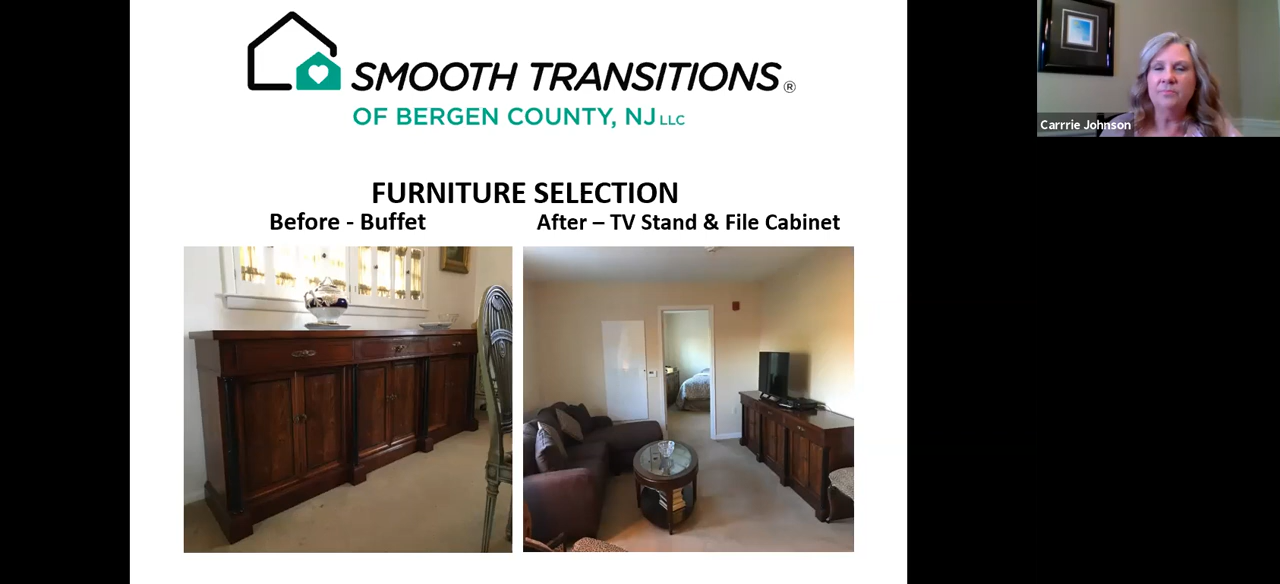 SMOOTH TRANSITIONS®
OF BERGEN COUNTY, NJ LLC
FURNITURE SELECTION
Before - Buffet
After – TV Stand & File Cabinet
Carrrie Johnson